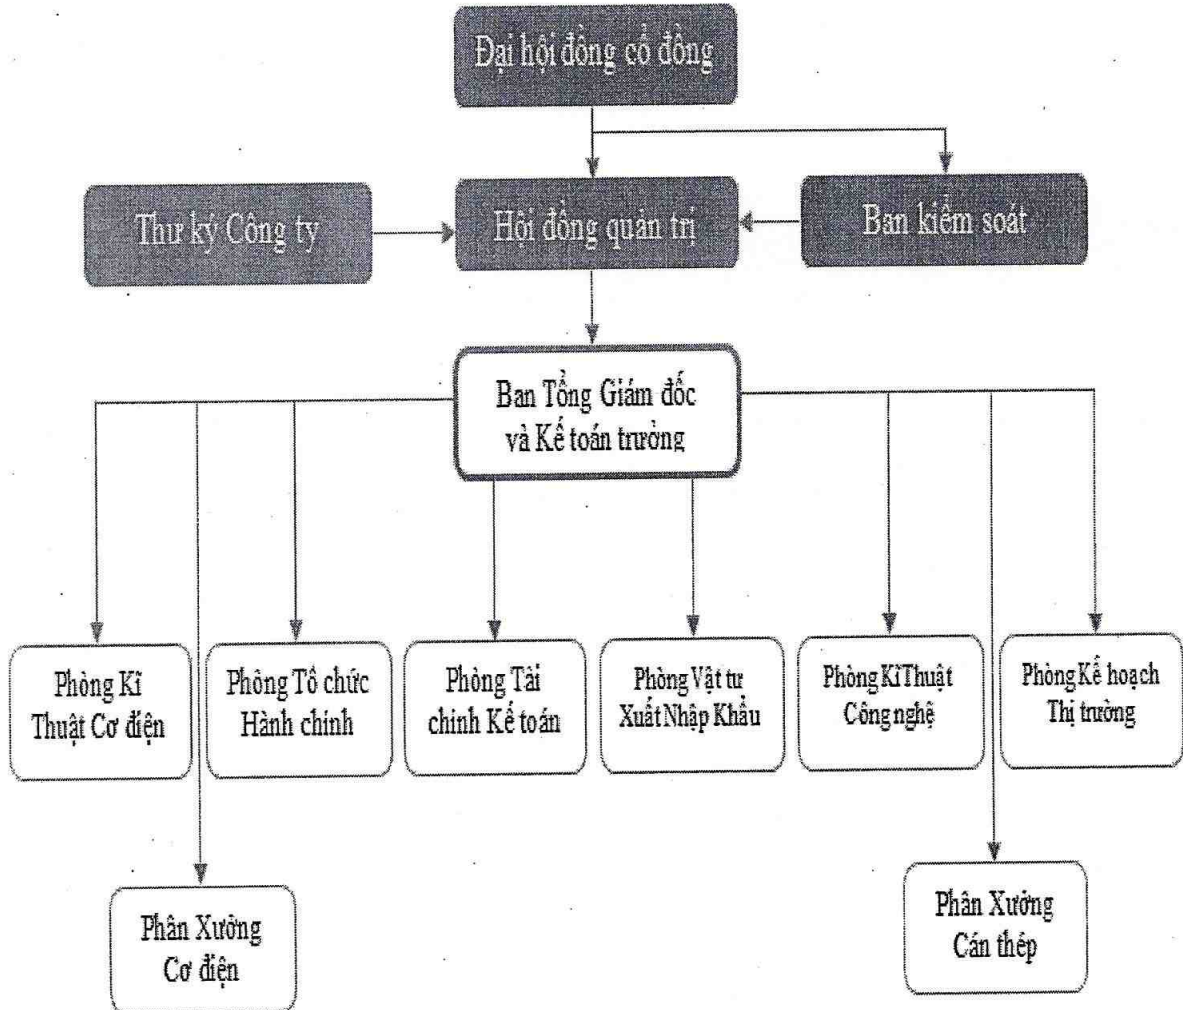 Đại hội đồng cổ đồng
Thư ký Công ty
Hội đồng quản trị
Ban kiểm soát
Ban Tổng Giám đốc
và Kế toán trưởng
Phòng Kĩ
Thuật Cơ điện
Phòng Tổ chức
Hành chính
Phòng Tài
chính Kế toán
Phòng Vật tư
Xuất Nhập Khẩu
Phòng Kĩ Thuật
Công nghệ
Phòng Kế hoạch
Thị trường
Phân Xưởng
Cơ điện
Phân Xưởng
Cán thép